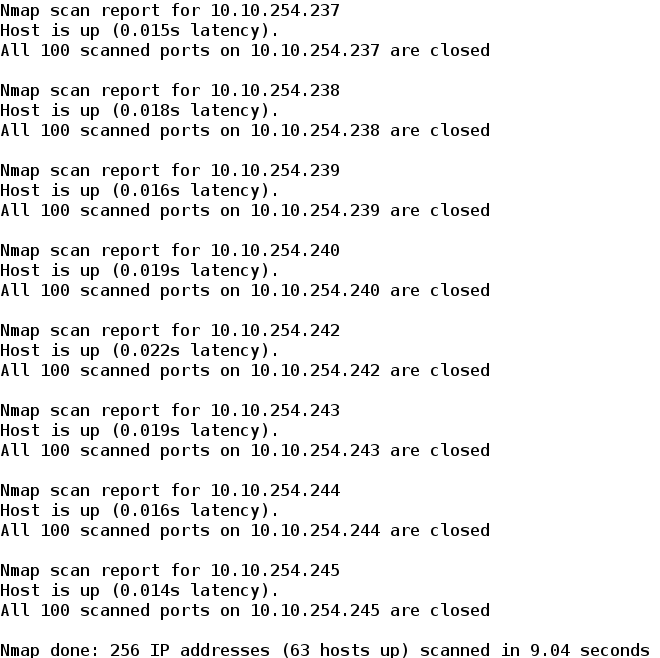 Nmap scan report for 10.10.254.237
Host is up (0.015s latency).
All 100 scanned ports on 10.10.254.237 are closed
Nmap scan report for 10.10.254.238
Host is up (0.018s latency).
All 100 scanned ports on 10.10.254.238 are closed
Nmap scan report for 10.10.254.239
Host is up (0.016s latency).
All 100 scanned ports on 10.10.254.239 are closed
Nmap scan report for 10.10.254.240
Host is up (0.019s latency).
All 100 scanned ports on 10.10.254.240 are closed
Nmap scan report for 10.10.254.242
Host is up (0.022s latency).
All 100 scanned ports on 10.10.254.242 are closed
Nmap scan report for 10.10.254.243
Host is up (0.019s latency).
All 100 scanned ports on 10.10.254.243 are closed
Nmap scan report for 10.10.254.244
Host is up (0.016s latency).
All 100 scanned ports on 10.10.254.244 are closed
Nmap scan report for 10.10.254.245
Host is up (0.014s latency).
All 100 scanned ports on 10.10.254.245 are closed
Nmap done: 256 IP addresses (63 hosts up) scanned in 9.04 seconds